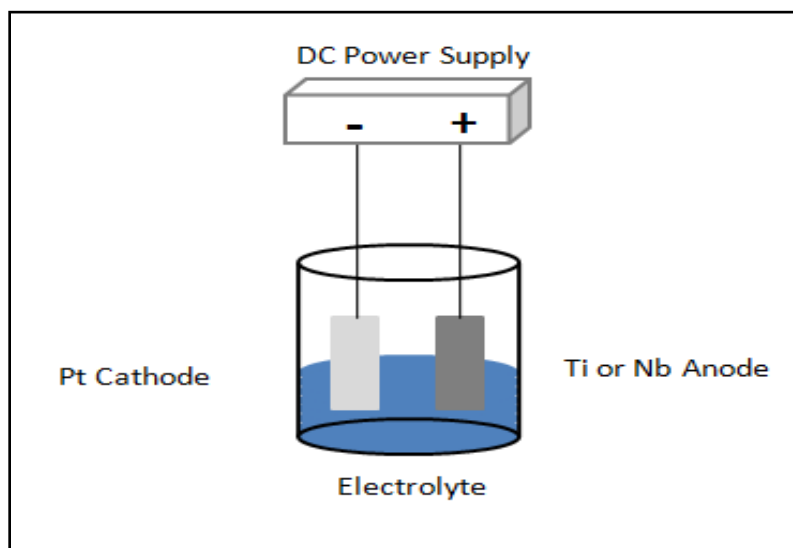 DC Power Supply
- +
Pt Cathode
Ti or Nb Anode
Electrolyte